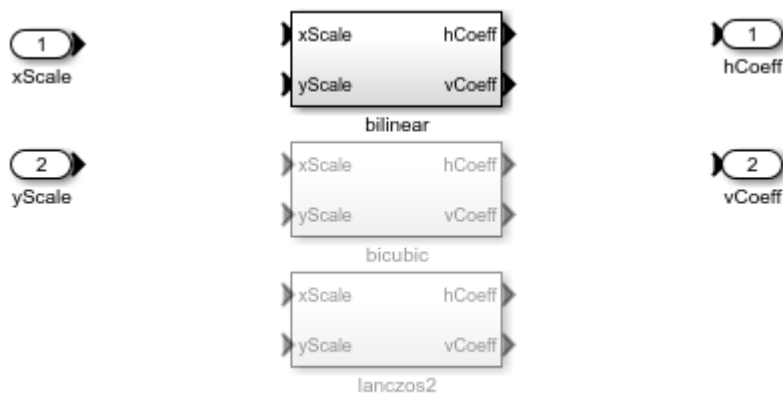 1
xScale
xScale hCoeff
yScale vCoeff
bilinear
1
hCoeff
2
yScale
xScale hCoeff
yScale vCoeff
bicubic
2
vCoeff
xScale hCoeff
yScale vCoeff
lanczos2